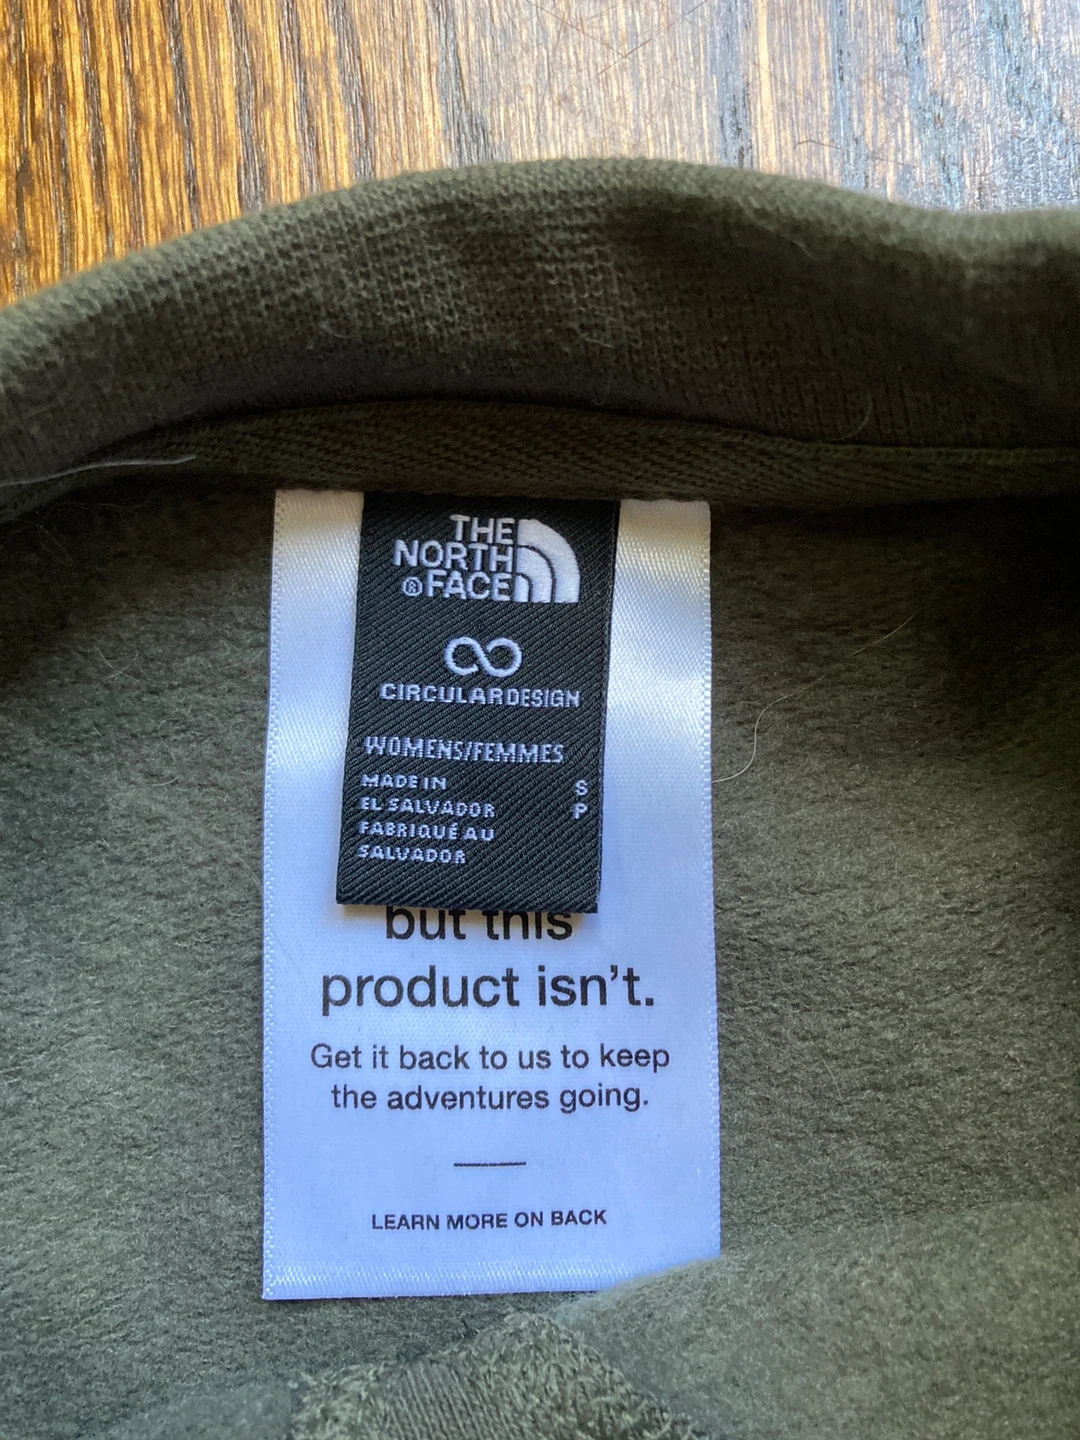 THE
NORTH
® FACE
CIRCULARDESIGN
WOMENS/FEMMES
MADE IN S
EL SALVADOR P
FABRIQUÉ AU
SALVADOR
but this
product isn't.
Get it back to us to keep
the adventures going.
LEARN MORE ON BACK